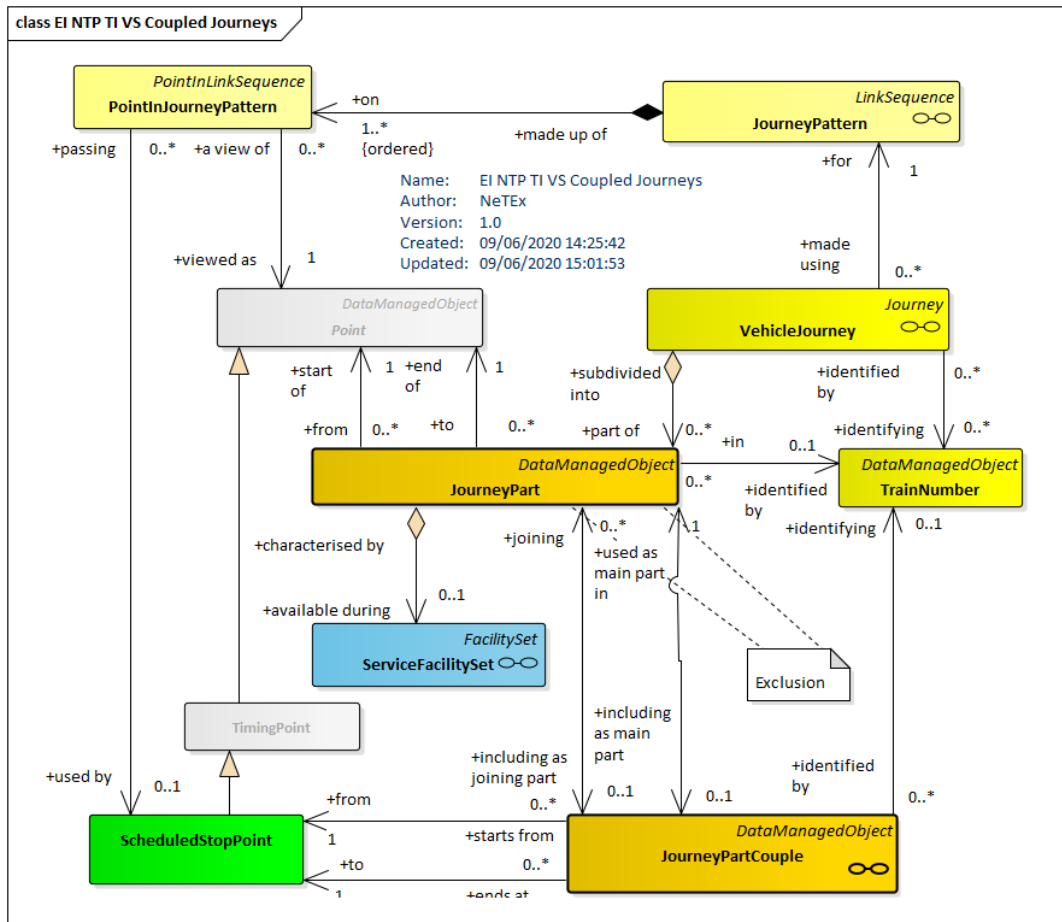 class EI NTP TI VS Coupled Journeys
PointInLinkSequence
PointInJourneyPattern
LinkSequence
JourneyPattern
+on
1..*
{ordered}
+made up of
+passing
0..*
+a view of
0..*
+for
1
Name: EI NTP TI VS Coupled Journeys
Author: NeTEx
Version: 1.0
Created: 09/06/2020 14:25:42
Updated: 09/06/2020 15:01:53
+made
using
0..*
+viewed as
1
DataManagedObject
Point
Journey
VehicleJourney
+start
of
1
+end
of
1
+subdivided
into
+identified
by
0..*
+from
0..*
+to
0..*
+part of
0..*
+in
0..1
+identifying
0..*
DataManagedObject
JourneyPart
0..*
+identified
by
DataManagedObject
TrainNumber
+identifying
0..1
+characterised by
+joining
0..*
+used as
main part
in
1
0..1
+available during
FacilitySet
ServiceFacilitySet
Exclusion
TimingPoint
+including
as main
part
+including as
joining part
0..1
0..1
+identified
by
0..*
+used by
0..1
+from
1
0..*
+starts from
ScheduledStopPoint
+to
1
0..*
+ends at
DataManagedObject
JourneyPartCouple